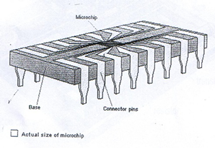 Microchip
Base
Connector pins
Actual size of microchip